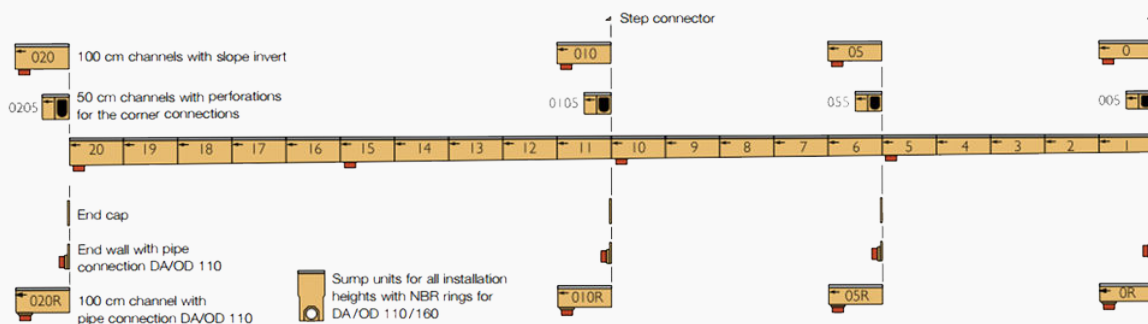 Step connector
020
100 cm channels with slope invert
010
05
0
0205
50 cm channels with perforations
for the corner connections
0105
055
005
20 19 18 17 16 15 14 13 12 11 10 9 8 7 6 5 4 3 2 1
End cap
End wall with pipe
connection DA/OD 110
Sump units for all installation
heights with NBR rings for
DA/OD 110/160
020R
100 cm channel with
pipe connection DA/OD 110
010R
05R
0R